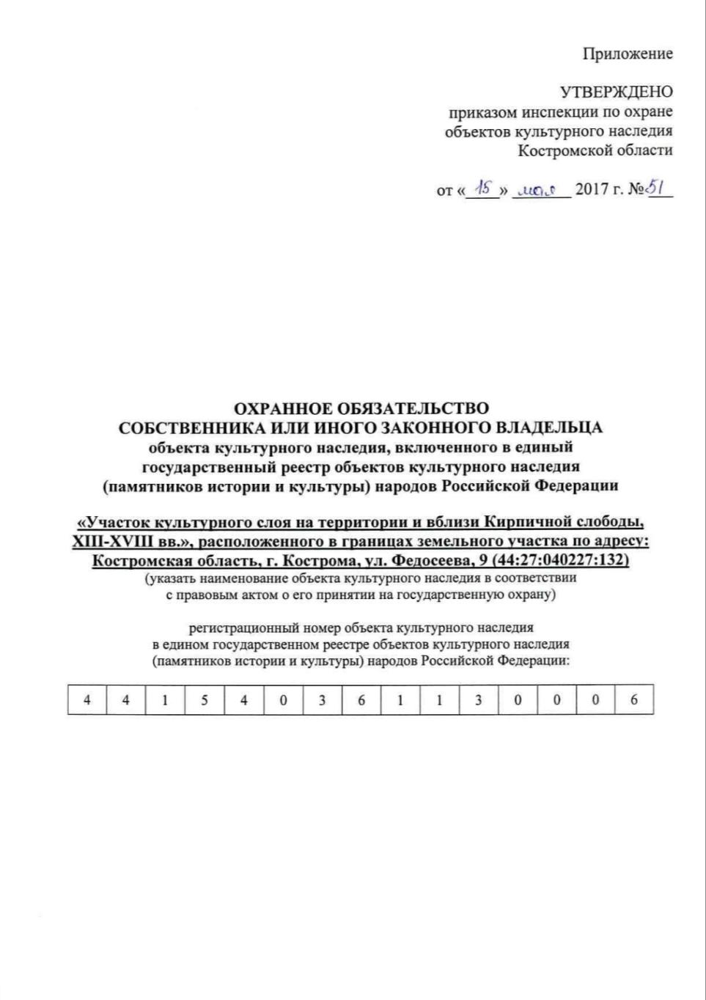 Приложение
УТВЕРЖДЕНО
приказом инспекции по охране
объектов культурного наследия
Костромской области
от «15» мая 2017 г. №51
ОХРАННОЕ ОБЯЗАТЕЛЬСТВО
СОБСТВЕННИКА ИЛИ ИНОГО ЗАКОННОГО ВЛАДЕЛЬЦА
объекта культурного наследия, включенного в единый
государственный реестр объектов культурного наследия
(памятников истории и культуры) народов Российской Федерации
«Участок культурного слоя на территории и вблизи Кирпичной слободы,
XIII-XVIII вв.», расположенного в границах земельного участка по адресу:
Костромская область, г. Кострома, ул. Федосеева, 9 (44:27:040227:132)
(указать наименование объекта культурного наследия в соответствии
с правовым актом о его принятии на государственную охрану)
регистрационный номер объекта культурного наследия
в едином государственном реестре объектов культурного наследия
(памятников истории и культуры) народов Российской Федерации:
4 4 1 5 4 0 3 6 1 1 3 0 0 0 6